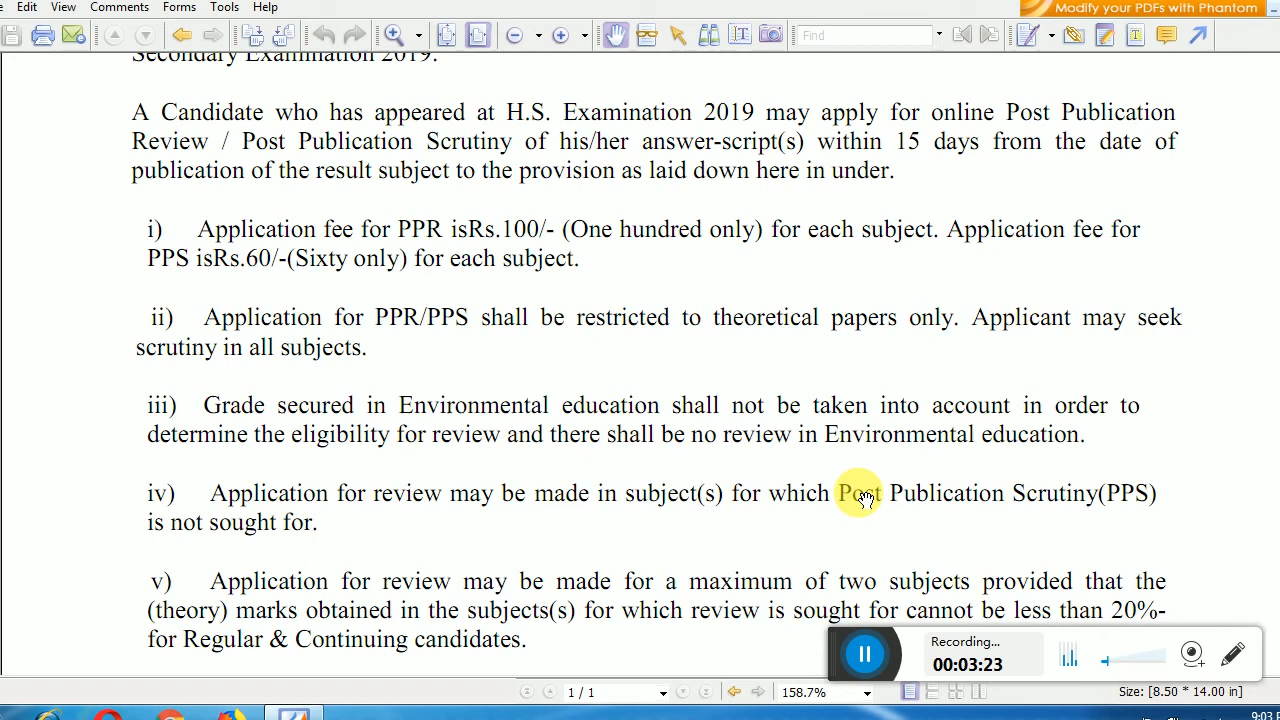 Edit View Comments Forms Tools Help
Modify your PDFs with Phantom
Find
Secondary Examination 2019.
A Candidate who has appeared at H.S. Examination 2019 may apply for online Post Publication
Review / Post Publication Scrutiny of his/her answer-script(s) within 15 days from the date of
publication of the result subject to the provision as laid down here in under.
i) Application fee for PPR isRs.100/- (One hundred only) for each subject. Application fee for
PPS isRs.60/-(Sixty only) for each subject.
ii) Application for PPR/PPS shall be restricted to theoretical papers only. Applicant may seek
scrutiny in all subjects.
iii) Grade secured in Environmental education shall not be taken into account in order to
determine the eligibility for review and there shall be no review in Environmental education.
iv) Application for review may be made in subject(s) for which Post Publication Scrutiny(PPS)
is not sought for.
v) Application for review may be made for a maximum of two subjects provided that the
(theory) marks obtained in the subjects(s) for which review is sought for cannot be less than 20%-
for Regular & Continuing candidates.
Recording...
00:03:23
1 / 1 158.7% Size: [8.50 * 14.00 in]